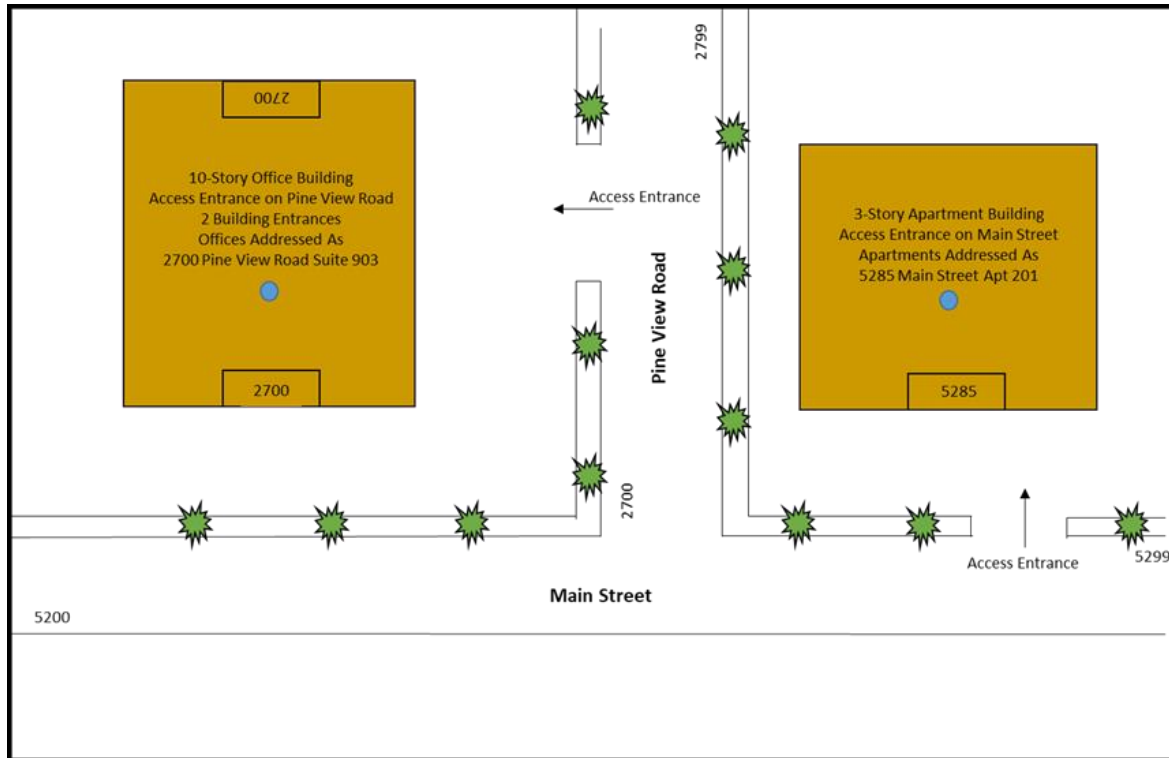 2700
10-Story Office Building
Access Entrance on Pine View Road
2 Building Entrances
Offices Addressed As
2700 Pine View Road Suite 903
2700
Access Entrance
Pine View Road
2700
2799
3-Story Apartment Building
Access Entrance on Main Street
Apartments Addressed As
5285 Main Street Apt 201
5285
Access Entrance
5299
Main Street
5200